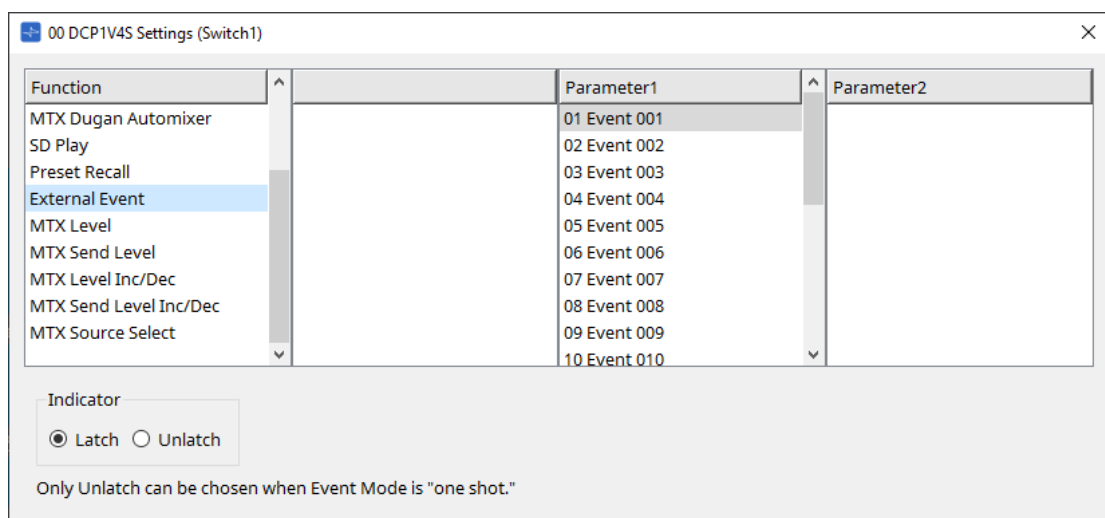 00 DCP1V4S Settings (Switch1)
Function
MTX Dugan Automixer
SD Play
Preset Recall
External Event
MTX Level
MTX Send Level
MTX Level Inc/Dec
MTX Send Level Inc/Dec
MTX Source Select
Parameter1
01 Event 001
02 Event 002
03 Event 003
04 Event 004
05 Event 005
06 Event 006
07 Event 007
08 Event 008
09 Event 009
10 Event 010
Parameter2
Indicator
Latch Unlatch
Only Unlatch can be chosen when Event Mode is "one shot."